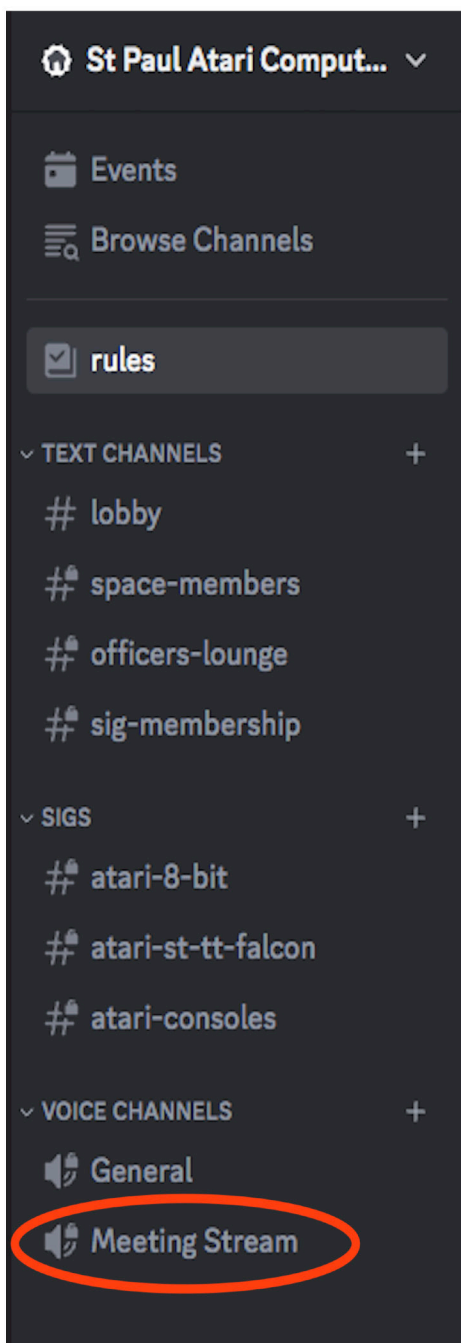 St Paul Atari Comput...
Events
Browse Channels
rules
TEXT CHANNELS
# lobby
# space-members
# officers-lounge
# sig-membership
SIGS
# atari-8-bit
# atari-st-tt-falcon
# atari-consoles
VOICE CHANNELS
General
Meeting Stream